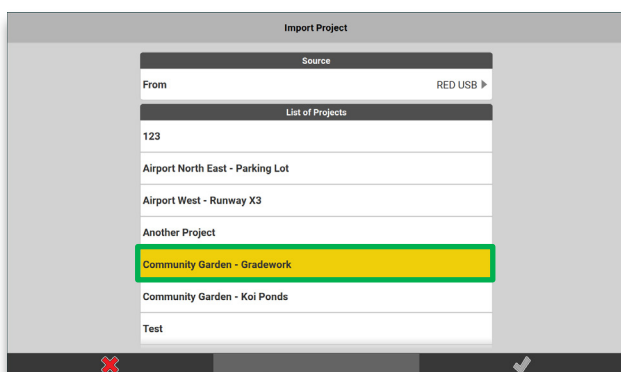 Import Project
Source
From RED USB
List of Projects
123
Airport North East - Parking Lot
Airport West - Runway X3
Another Project
Community Garden - Gradework
Community Garden - Koi Ponds
Test